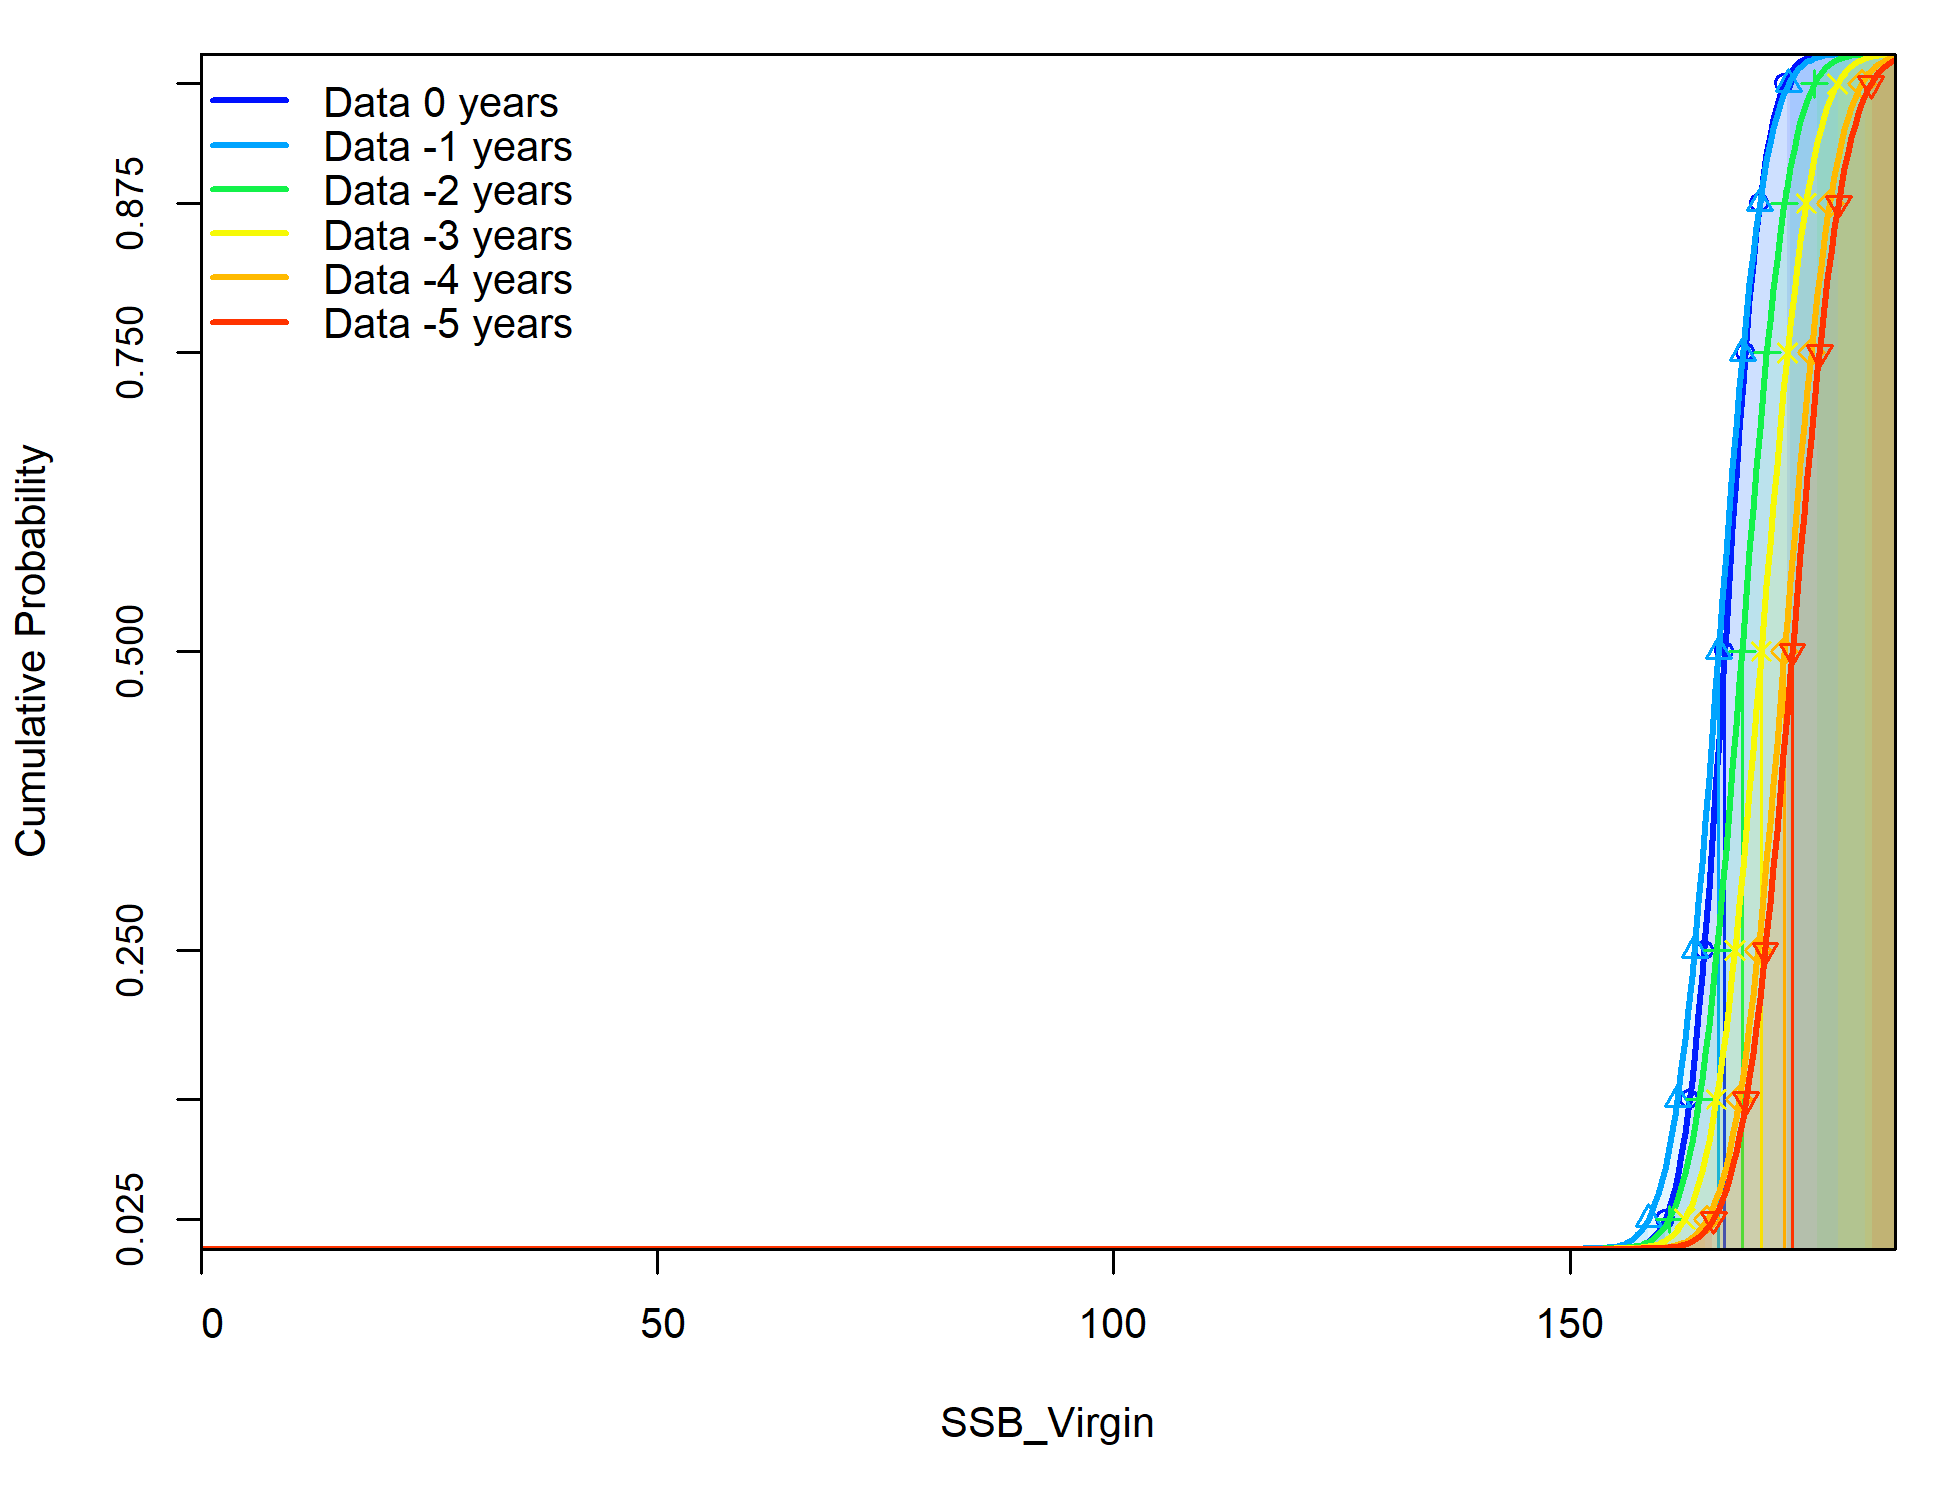 Data 0 years
Data -1 years
Data -2 years
Data -3 years
Data -4 years
Data -5 years
Cumulative Probability
0.875
0.750
0.500
0.250
0.025
0 50 100 150
SSB_Virgin